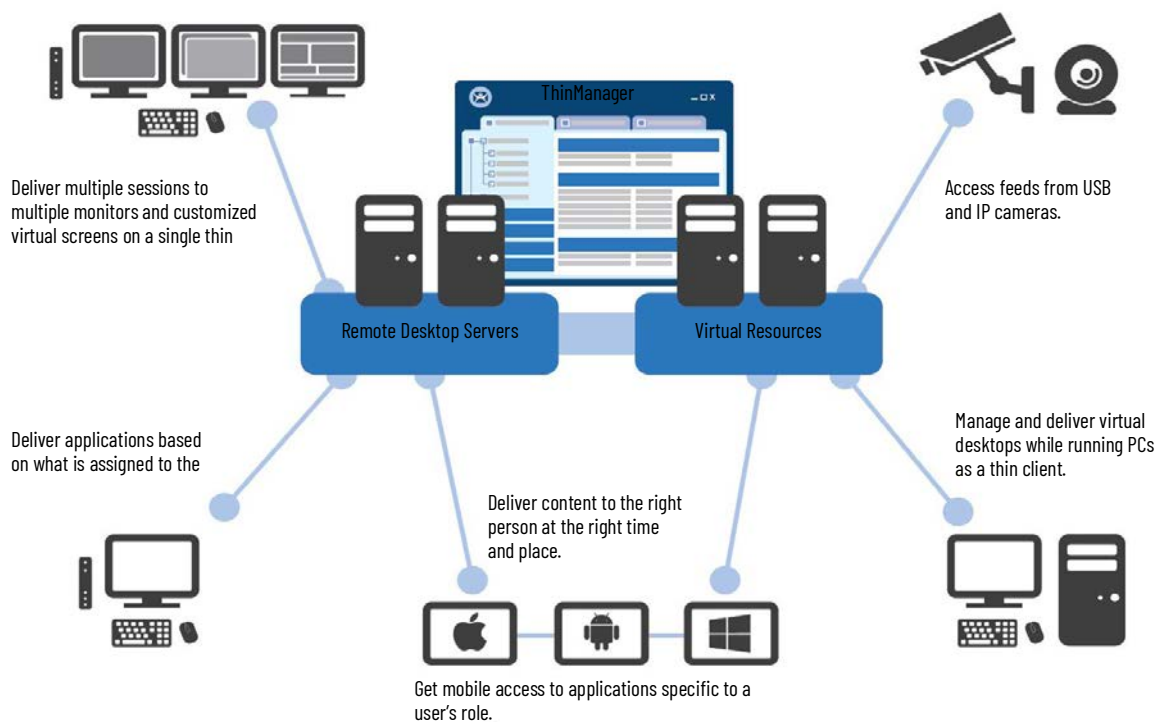 ThinManager
Deliver multiple sessions to
multiple monitors and customized
virtual screens on a single thin
Access feeds from USB
and IP cameras.
Remote Desktop Servers
Virtual Resources
Deliver applications based
on what is assigned to the
Manage and deliver virtual
desktops while running PCs
as a thin client.
Deliver content to the right
person at the right time
and place.
Get mobile access to applications specific to a
user's role.